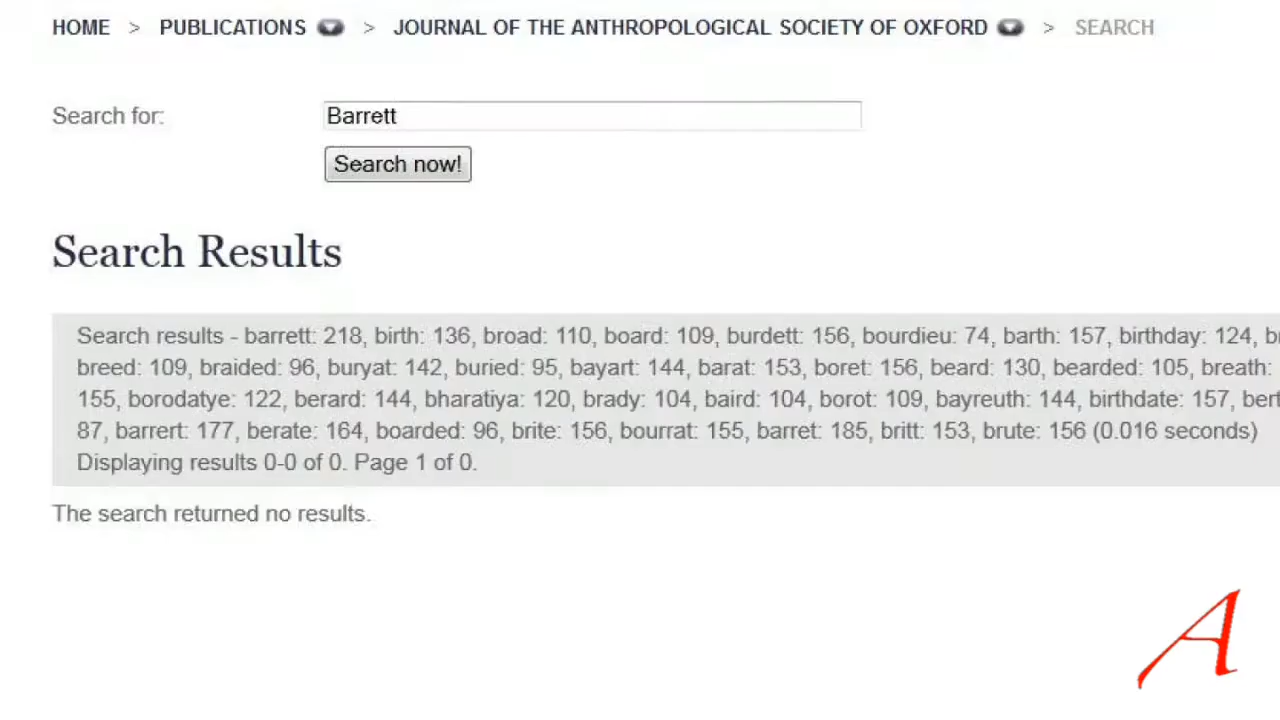 HOME > PUBLICATIONS > JOURNAL OF THE ANTHROPOLOGICAL SOCIETY OF OXFORD > SEARCH
Search for: Barrett
Search now!
Search Results
Search results - barrett: 218, birth: 136, broad: 110, board: 109, burdett: 156, bourdieu: 74, barth: 157, birthday: 124,
breed: 109, braided: 96, buryat: 142, buried: 95, bayart: 144, barat: 153, boret: 156, beard: 130, bearded: 105, breath:
155, borodatye: 122, berard: 144, bharatiya: 120, brady: 104, baird: 104, borot: 109, bayreuth: 144, birthdate: 157,
87, barrert: 177, berate: 164, boarded: 96, brite: 156, bourrat: 155, barret: 185, britt: 153, brute: 156 (0.016 seconds)
Displaying results 0-0 of 0. Page 1 of 0.
The search returned no results.
A